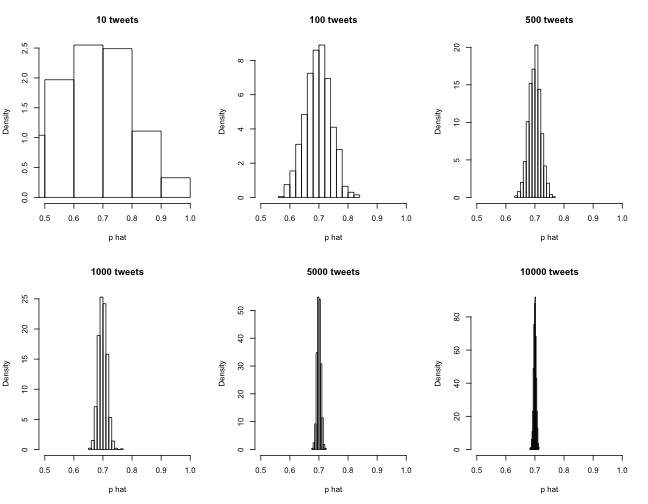 10 tweets
100 tweets
500 tweets
Density
0.0 0.5 1.0 1.5 2.0 2.5
0.5 0.6 0.7 0.8 0.9 1.0
p hat
Density
0 2 4 6 8
0.5 0.6 0.7 0.8 0.9 1.0
p hat
Density
0 5 10 15 20
0.5 0.6 0.7 0.8 0.9 1.0
p hat
1000 tweets
5000 tweets
10000 tweets
Density
0 5 10 15 20 25
0.5 0.6 0.7 0.8 0.9 1.0
p hat
Density
0 10 20 30 40 50
0.5 0.6 0.7 0.8 0.9 1.0
p hat
Density
0 20 40 60 80
0.5 0.6 0.7 0.8 0.9 1.0
p hat